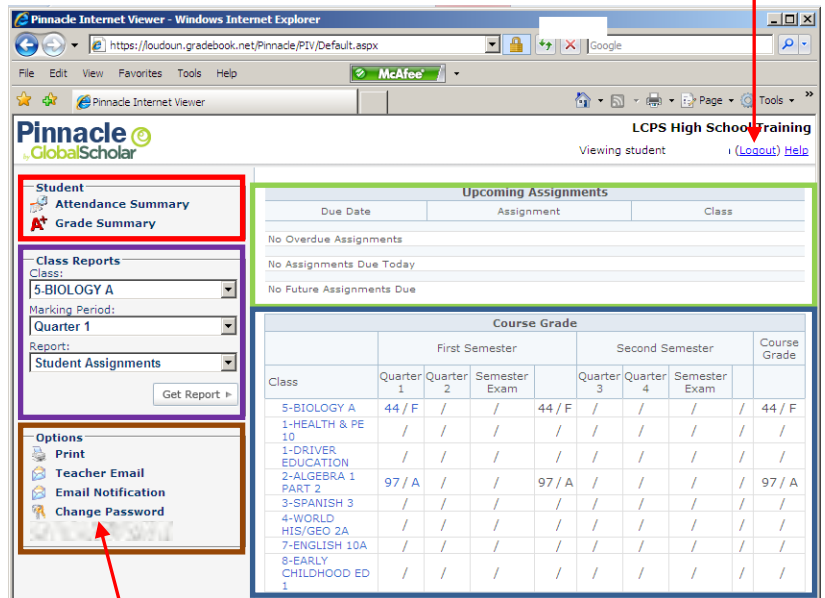 Pinnacle Internet Viewer - Windows Internet Explorer
https://loudoun.gradebook.net/Pinnacle/PIV/Default.aspx
Google
File Edit View Favorites Tools Help
McAfee
Pinnacle Internet Viewer
Page Tools »
Pinnacle e
by GlobalScholar
LCPS High School Training
Viewing student (Logout) Help
Student
Attendance Summary
A+ Grade Summary
Class Reports
Class:
5-BIOLOGY A
Marking Period:
Quarter 1
Report:
Student Assignments
Get Report
Options
Print
Teacher Email
Email Notification
Change Password
Upcoming Assignments
Due Date Assignment Class
No Overdue Assignments
No Assignments Due Today
No Future Assignments Due
Course Grade
First Semester Second Semester Course Grade
Class Quarter 1 Quarter 2 Semester Exam Quarter 3 Quarter 4 Semester Exam
5-BIOLOGY A 44 / F / / 44 / F / / / / 44 / F
1-HEALTH & PE 10 / / / / / / / / /
1-DRIVER EDUCATION / / / / / / / / /
2-ALGEBRA 1 PART 2 97 / A / / 97 / A / / / / 97 / A
3-SPANISH 3 / / / / / / / / /
4-WORLD HIS/GEO 2A / / / / / / / / /
7-ENGLISH 10A / / / / / / / / /
8-EARLY CHILDHOOD ED 1 / / / / / / / / /